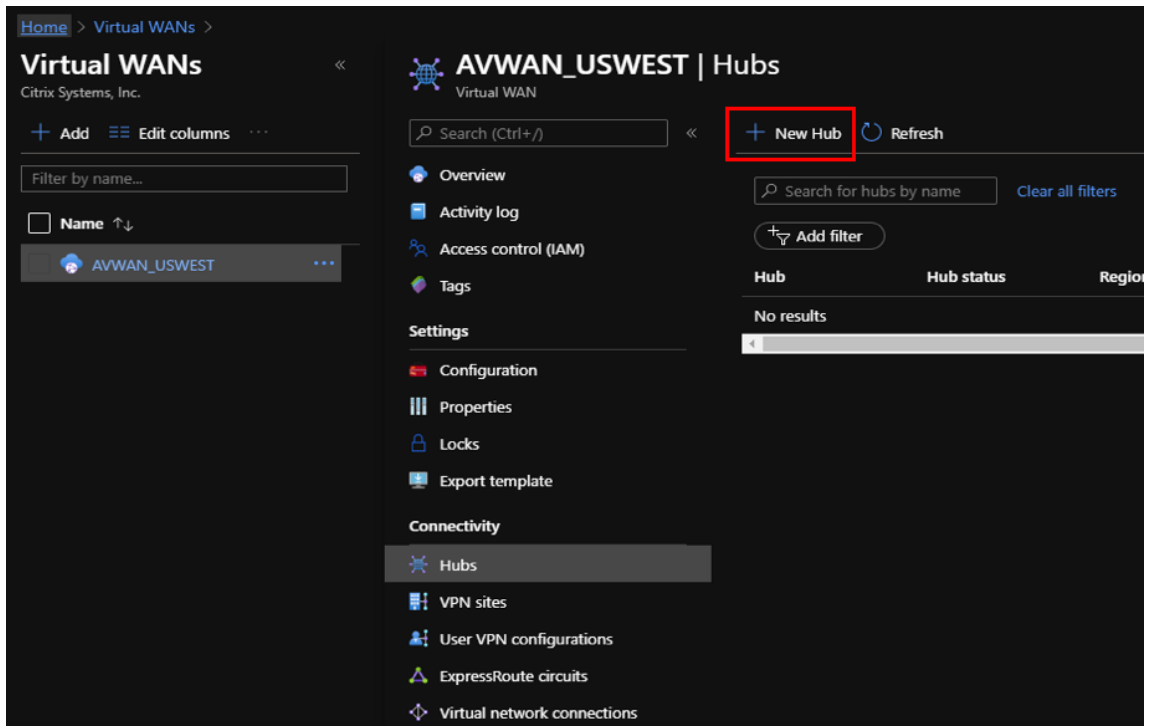 Home > Virtual WANs >
Virtual WANs «
Citrix Systems, Inc.
+ Add Edit columns ...
Filter by name...
Name ↑↓
AVWAN_USWEST ...
AVWAN_USWEST | Hubs
Virtual WAN
Search (Ctrl+/) «
Overview
Activity log
Access control (IAM)
Tags
Settings
Configuration
Properties
Locks
Export template
Connectivity
Hubs
VPN sites
User VPN configurations
ExpressRoute circuits
Virtual network connections
+ New Hub Refresh
Search for hubs by name Clear all filters
Add filter
Hub Hub status Region
No results